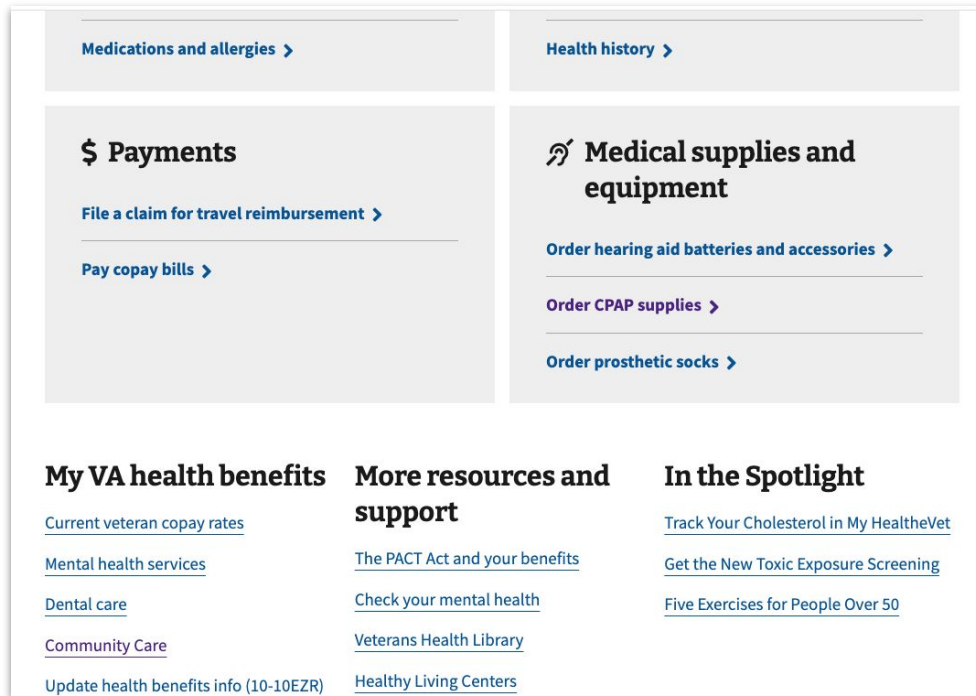 Medications and allergies
Health history
$ Payments
File a claim for travel reimbursement
Pay copay bills
Medical supplies and
equipment
Order hearing aid batteries and accessories
Order CPAP supplies
Order prosthetic socks
My VA health benefits
Current veteran copay rates
Mental health services
Dental care
Community Care
Update health benefits info (10-10EZR)
More resources and
support
The PACT Act and your benefits
Check your mental health
Veterans Health Library
Healthy Living Centers
In the Spotlight
Track Your Cholesterol in My HealtheVet
Get the New Toxic Exposure Screening
Five Exercises for People Over 50